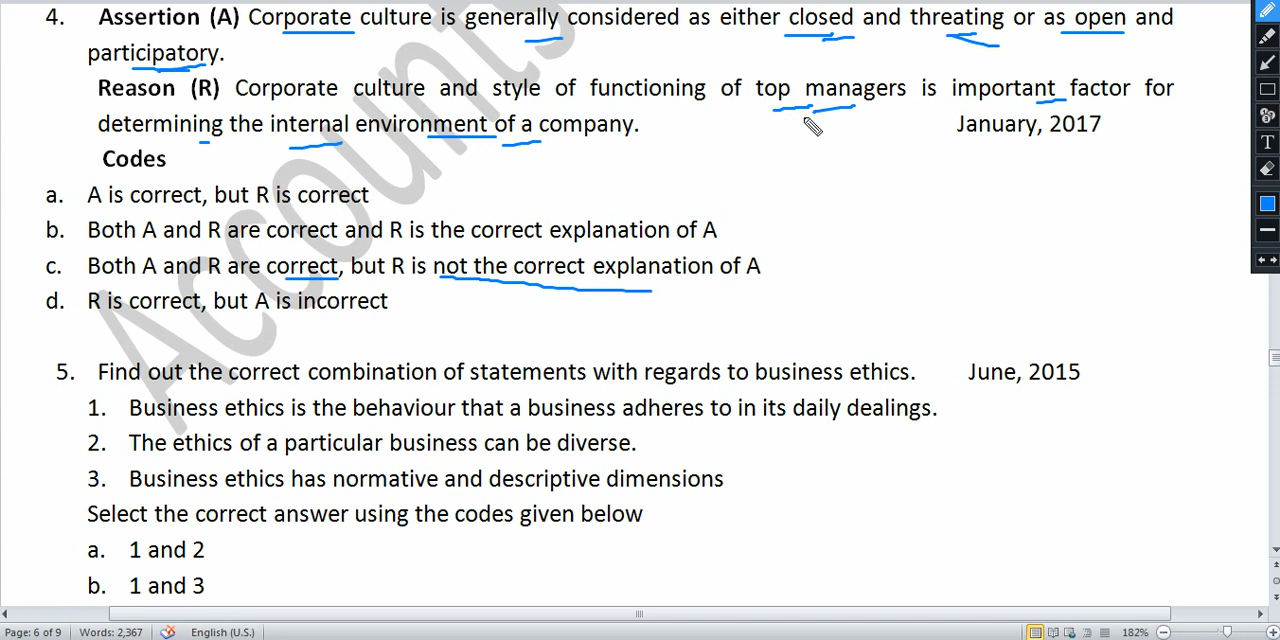 4. Assertion (A) Corporate culture is generally considered as either closed and threating or as open and
participatory.
Reason (R) Corporate culture and style of functioning of top managers is important factor for
determining the internal environment of a company. January, 2017
Codes
a. A is correct, but R is correct
b. Both A and R are correct and R is the correct explanation of A
c. Both A and R are correct, but R is not the correct explanation of A
d. R is correct, but A is incorrect
5. Find out the correct combination of statements with regards to business ethics. June, 2015
1. Business ethics is the behaviour that a business adheres to in its daily dealings.
2. The ethics of a particular business can be diverse.
3. Business ethics has normative and descriptive dimensions
Select the correct answer using the codes given below
a. 1 and 2
b. 1 and 3
Accounts
T
Page: 6 of 9 Words: 2,367 English (U.S.) 182%